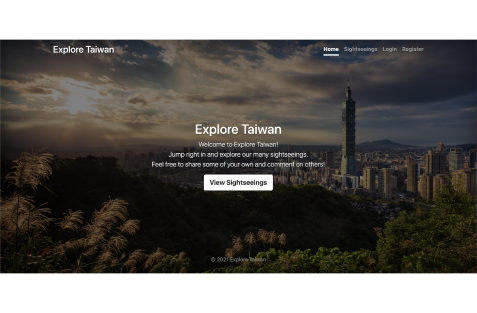 Explore Taiwan
Home Sightseeings Login Register
Explore Taiwan
Welcome to Explore Taiwan!
Jump right in and explore our many sightseeings.
Feel free to share some of your own and comment on others!
View Sightseeings
© 2021 Explore Taiwan